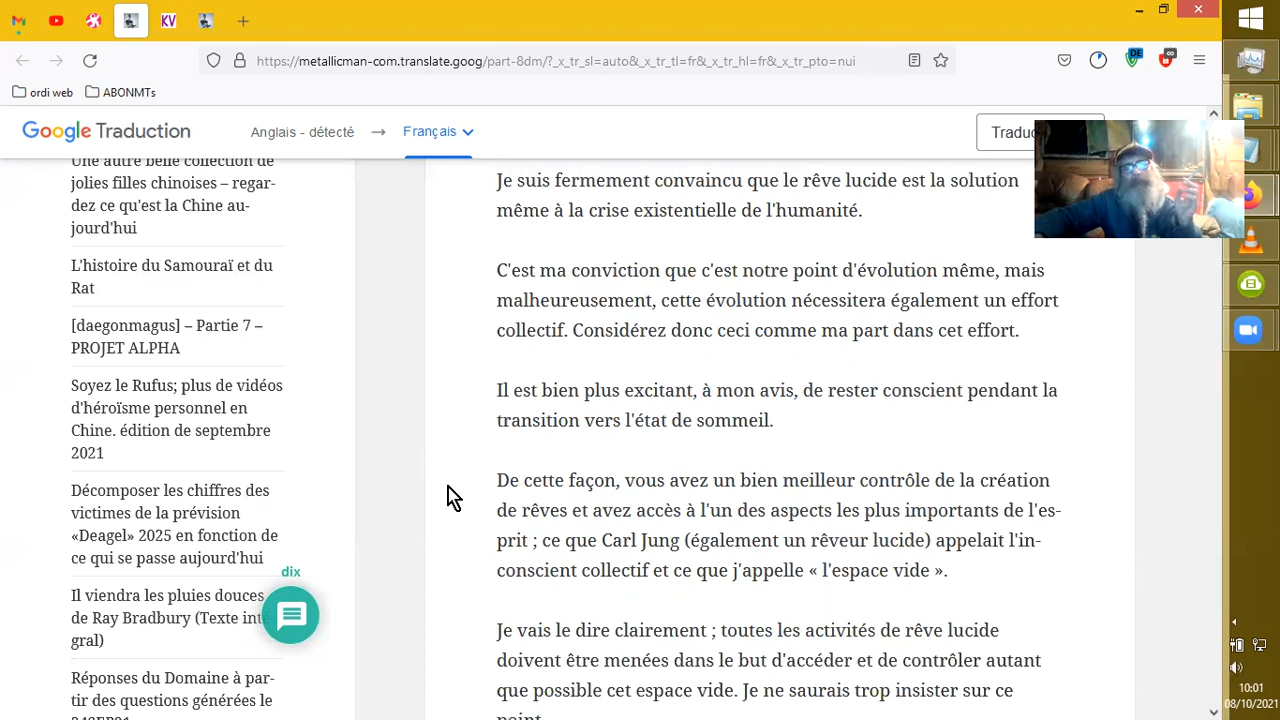 KV
https://metallicman-com.translate.goog/part-8dm/?_x_tr_sl=auto&_x_tr_tl=fr&_x_tr_hl=fr&_x_tr_pto=nui
DE
ordi web
ABONMTs
Google Traduction
Anglais - détecté → Français
Une autre belle collection de
jolies filles chinoises – regar-
dez ce qu'est la Chine au-
jourd'hui
L'histoire du Samouraï et du
Rat
[daegonmagus] – Partie 7 –
PROJET ALPHA
Soyez le Rufus; plus de vidéos
d'héroïsme personnel en
Chine. édition de septembre
2021
Décomposer les chiffres des
victimes de la prévision
«Deagel» 2025 en fonction de
ce qui se passe aujourd'hui
dix
Il viendra les pluies douces
de Ray Bradbury (Texte inté
gral)
Réponses du Domaine à par-
tir des questions générées le
Je suis fermement convaincu que le rêve lucide est la solution
même à la crise existentielle de l'humanité.
C'est ma conviction que c'est notre point d'évolution même, mais
malheureusement, cette évolution nécessitera également un effort
collectif. Considérez donc ceci comme ma part dans cet effort.
Il est bien plus excitant, à mon avis, de rester conscient pendant la
transition vers l'état de sommeil.
De cette façon, vous avez un bien meilleur contrôle de la création
de rêves et avez accès à l'un des aspects les plus importants de l'es-
prit ; ce que Carl Jung (également un rêveur lucide) appelait l'in-
conscient collectif et ce que j'appelle « l'espace vide ».
Je vais le dire clairement ; toutes les activités de rêve lucide
doivent être menées dans le but d'accéder et de contrôler autant
que possible cet espace vide. Je ne saurais trop insister sur ce
point.
10:01
08/10/2021